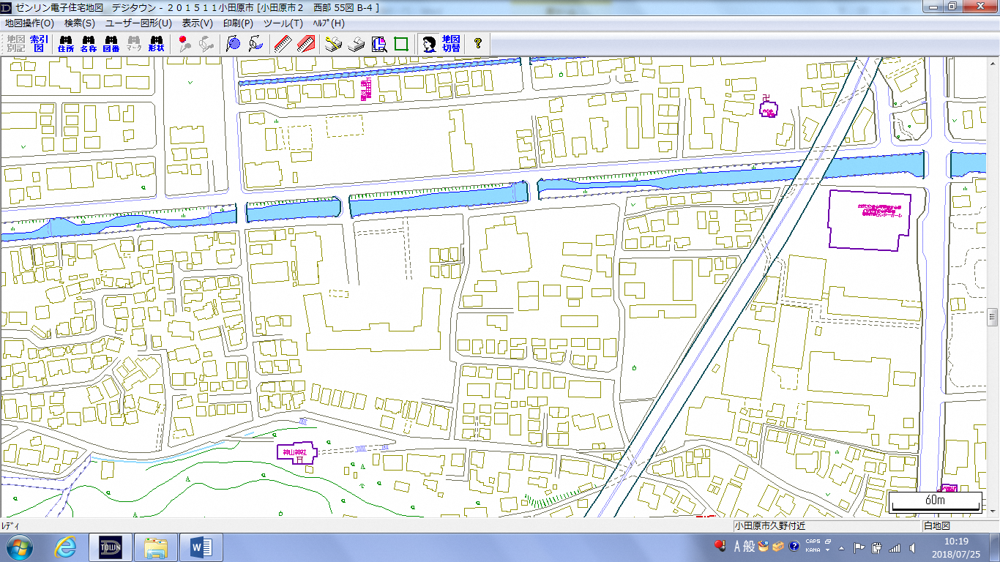 ゼンリン電子住宅地図　デジタウン - ２０１５１１小田原市 [小田原市２　西部 55図 B-4 ]
地図操作(O) 検索(S) ユーザー図形(U) 表示(V) 印刷(P) ツール(T) ﾍﾙﾌﾟ(H)
地図別記 索引図 住所 名称 図番 マーク 形状 地図切替 ?
神山神社
60m
ﾚﾃﾞｨ 小田原市久野付近 白地図
TOWN W A 般 CAPS KANA 10:19
2018/07/25